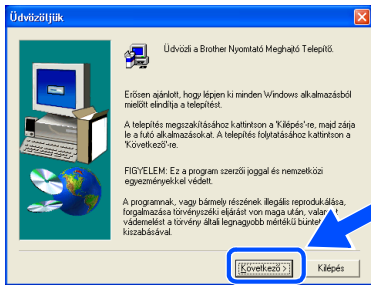 Üdvözöljük
Üdvözli a Brother Nyomtató Meghajtó Telepítő.
Erősen ajánlott, hogy lépjen ki minden Windows alkalmazásból
mielőtt elindítja a telepítést.
A telepítés megszakításához kattintson a 'Kilépés'-re, majd zárja
le a futó alkalmazásokat. A telepítés folytatásához kattintson a
'Következő'-re.
FIGYELEM: Ez a program szerzői joggal és nemzetközi
egyezményekkel védett.
A programnak, vagy bármely részének illegális reprodukálása,
forgalmazása törvényszéki eljárást von maga után,
vádemelést a törvény általi legnagyobb mértékű
kiszabásával.
Következő >
Kilépés